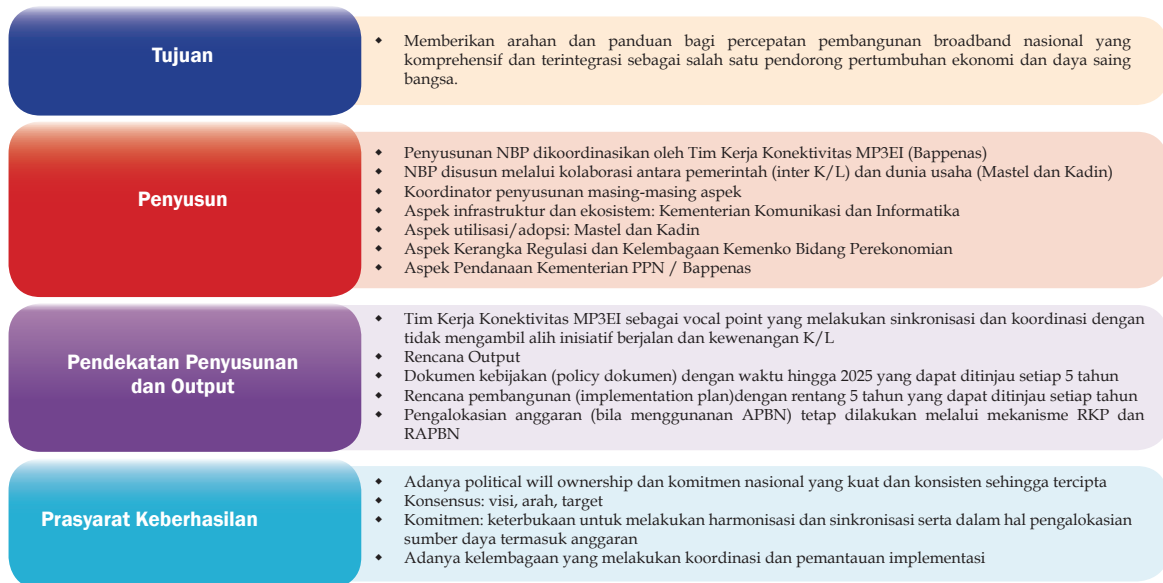 Tujuan
◆ Memberikan arahan dan panduan bagi percepatan pembangunan broadband nasional yang
komprehensif dan terintegrasi sebagai salah satu pendorong pertumbuhan ekonomi dan daya saing
bangsa.
Penyusun
◆ Penyusunan NBP dikoordinasikan oleh Tim Kerja Konektivitas MP3EI (Bappenas)
◆ NBP disusun melalui kolaborasi antara pemerintah (inter K/L) dan dunia usaha (Mastel dan Kadin)
◆ Koordinator penyusunan masing-masing aspek
◆ Aspek infrastruktur dan ekosistem: Kementerian Komunikasi dan Informatika
◆ Aspek utilisasi/adopsi: Mastel dan Kadin
◆ Aspek Kerangka Regulasi dan Kelembagaan Kemenko Bidang Perekonomian
◆ Aspek Pendanaan Kementerian PPN / Bappenas
Pendekatan Penyusunan
dan Output
◆ Tim Kerja Konektivitas MP3EI sebagai vocal point yang melakukan sinkronisasi dan koordinasi dengan
tidak mengambil alih inisiatif berjalan dan kewenangan K/L
◆ Rencana Output
◆ Dokumen kebijakan (policy dokumen) dengan waktu hingga 2025 yang dapat ditinjau setiap 5 tahun
◆ Rencana pembangunan (implementation plan)dengan rentang 5 tahun yang dapat ditinjau setiap tahun
◆ Pengalokasian anggaran (bila menggunanan APBN) tetap dilakukan melalui mekanisme RKP dan
RAPBN
Prasyarat Keberhasilan
◆ Adanya political will ownership dan komitmen nasional yang kuat dan konsisten sehingga tercipta
◆ Konsensus: visi, arah, target
◆ Komitmen: keterbukaan untuk melakukan harmonisasi dan sinkronisasi serta dalam hal pengalokasian
sumber daya termasuk anggaran
◆ Adanya kelembagaan yang melakukan koordinasi dan pemantauan implementasi